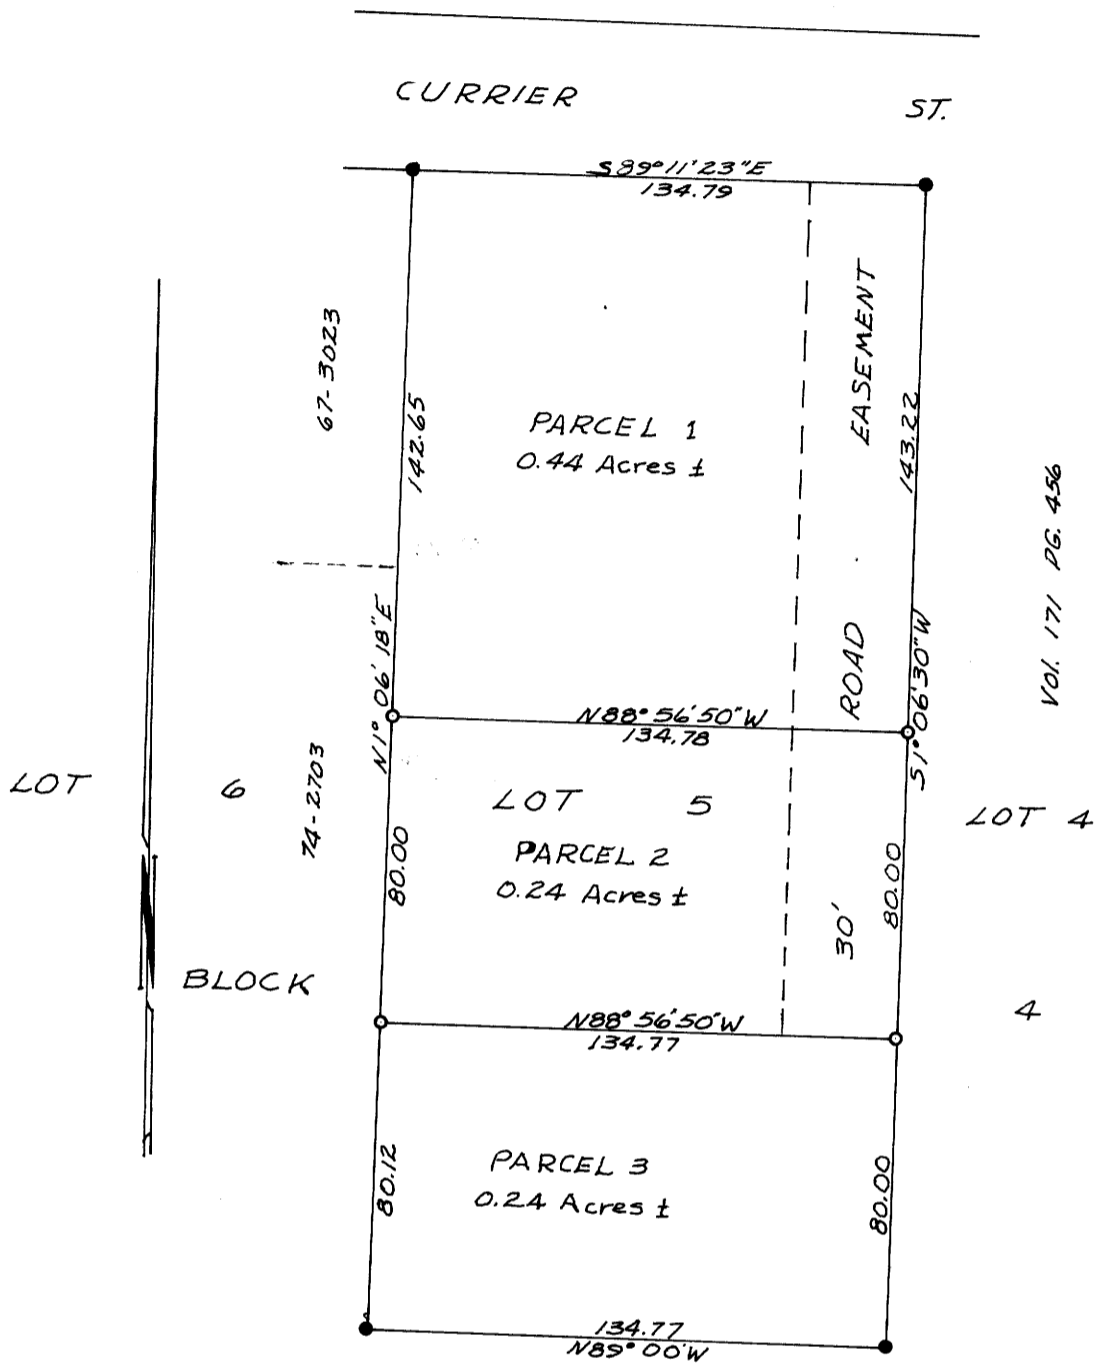 CURRIER ST.
S89°11'23"E
134.79
67-3023
142.65
PARCEL 1
0.44 Acres ±
EASEMENT
143.22
Vol. 171 PG. 456
N1° 06' 18"E
ROAD
S1° 06'30"W
N88° 56'50"W
134.78
LOT 6
74-2703
LOT 5
LOT 4
PARCEL 2
0.24 Acres ±
80.00
80.00
30'
N
BLOCK 4
N88° 56'50"W
134.77
PARCEL 3
0.24 Acres ±
80.12
80.00
134.77
N89° 00'W